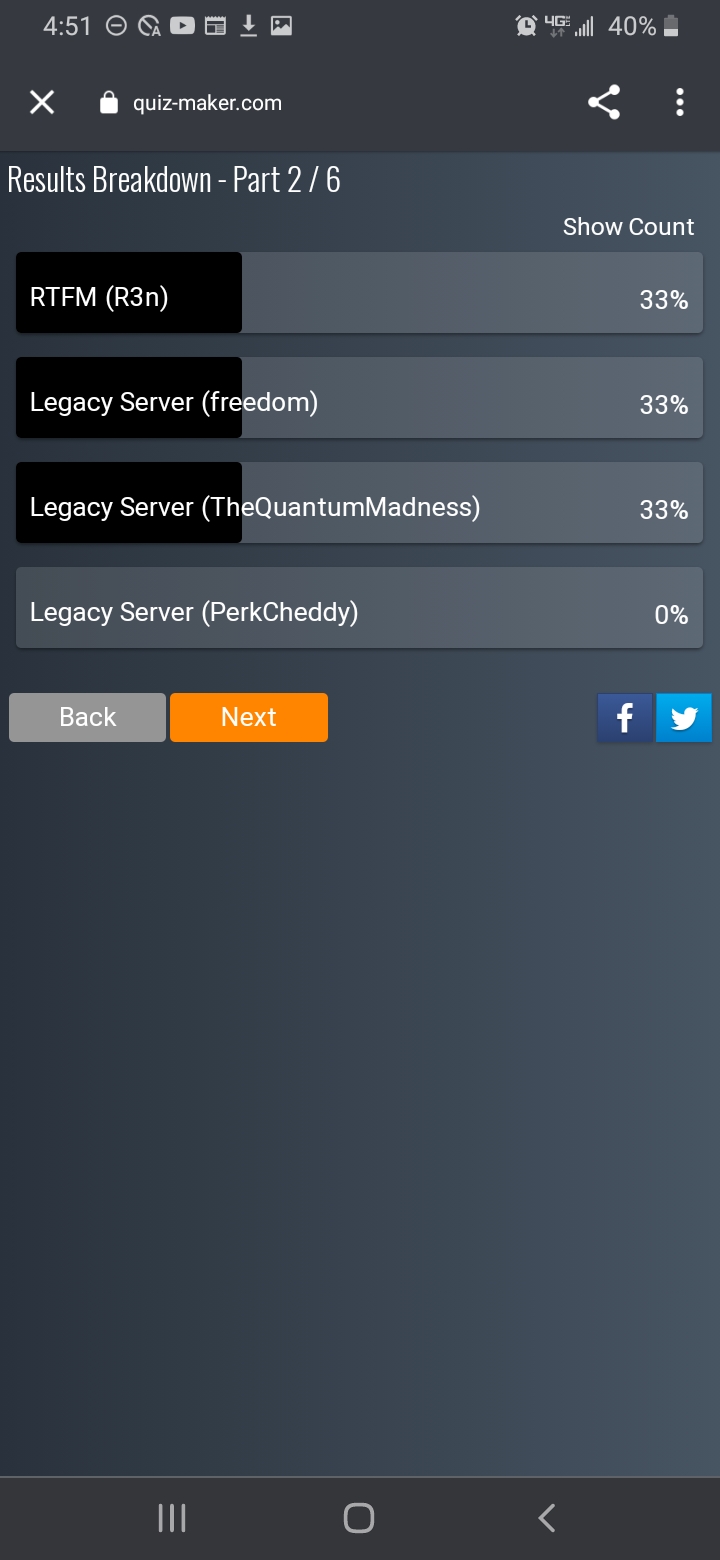 4:51 4GE 40%
quiz-maker.com
Results Breakdown - Part 2 / 6
Show Count
RTFM (R3n) 33%
Legacy Server (freedom) 33%
Legacy Server (TheQuantumMadness) 33%
Legacy Server (PerkCheddy) 0%
Back Next